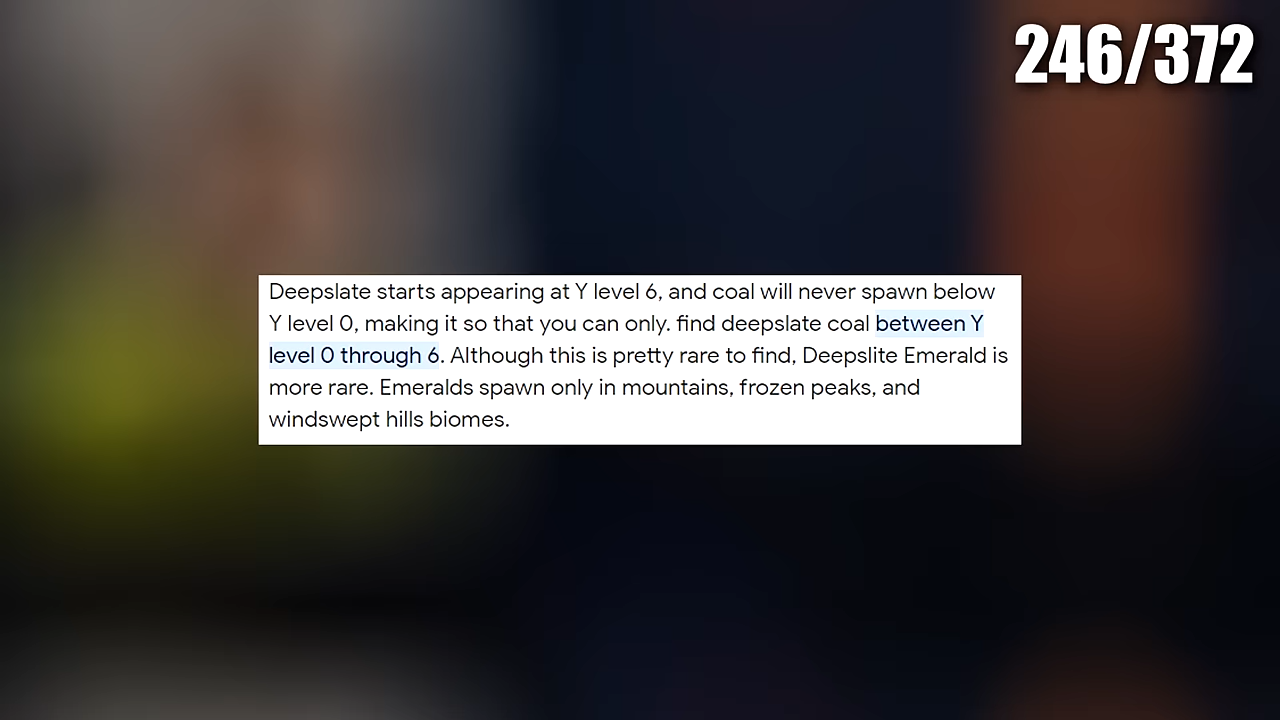 246/372
Deepslate starts appearing at Y level 6, and coal will never spawn below
Y level 0, making it so that you can only. find deepslate coal between Y
level 0 through 6. Although this is pretty rare to find, Deepslite Emerald is
more rare. Emeralds spawn only in mountains, frozen peaks, and
windswept hills biomes.